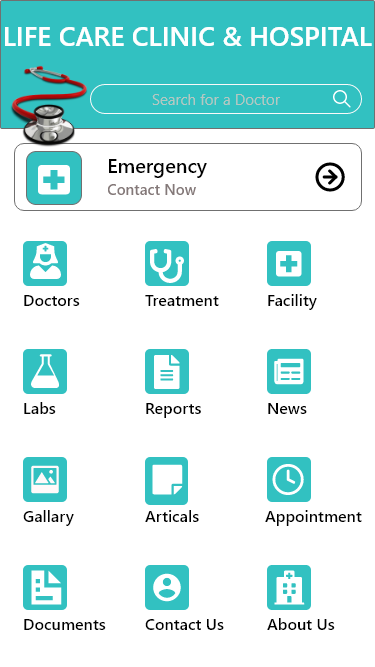 LIFE CARE CLINIC & HOSPITAL
Search for a Doctor
Emergency
Contact Now
Doctors
Treatment
Facility
Labs
Reports
News
Gallary
Articals
Appointment
Documents
Contact Us
About Us